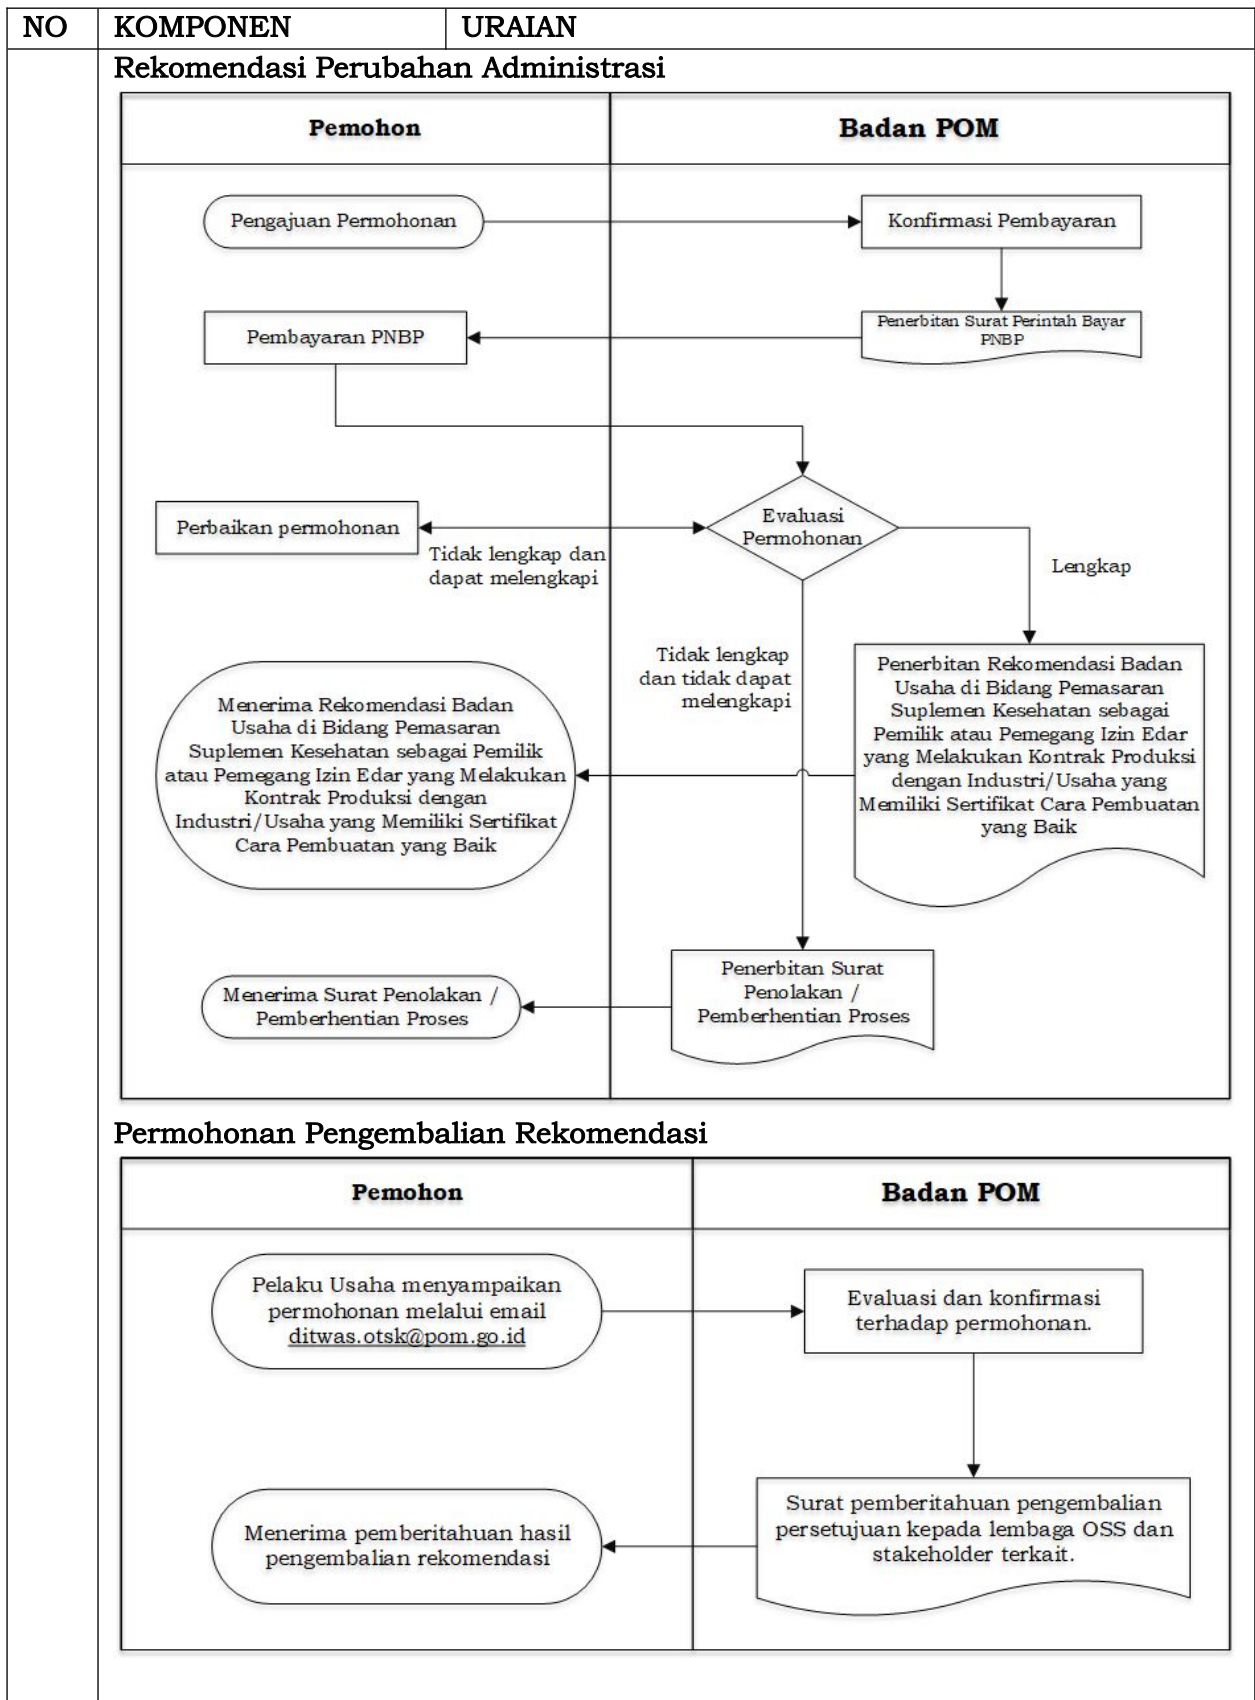 NO KOMPONEN URAIAN
Rekomendasi Perubahan Administrasi
Pemohon Badan POM
Pengajuan Permohonan
Konfirmasi Pembayaran
Pembayaran PNBP
Penerbitan Surat Perintah Bayar
PNBP
Perbaikan permohonan
Evaluasi
Permohonan
Tidak lengkap dan
dapat melengkapi
Lengkap
Tidak lengkap
dan tidak dapat
melengkapi
Penerbitan Rekomendasi Badan
Usaha di Bidang Pemasaran
Suplemen Kesehatan sebagai
Pemilik atau Pemegang Izin Edar
yang Melakukan Kontrak Produksi
dengan Industri/Usaha yang
Memiliki Sertifikat Cara Pembuatan
yang Baik
Menerima Rekomendasi Badan
Usaha di Bidang Pemasaran
Suplemen Kesehatan sebagai Pemilik
atau Pemegang Izin Edar yang Melakukan
Kontrak Produksi dengan
Industri/Usaha yang Memiliki Sertifikat
Cara Pembuatan yang Baik
Penerbitan Surat
Penolakan /
Pemberhentian Proses
Menerima Surat Penolakan /
Pemberhentian Proses
Permohonan Pengembalian Rekomendasi
Pemohon Badan POM
Pelaku Usaha menyampaikan
permohonan melalui email
ditwas.otsk@pom.go.id
Evaluasi dan konfirmasi
terhadap permohonan.
Surat pemberitahuan pengembalian
persetujuan kepada lembaga OSS dan
stakeholder terkait.
Menerima pemberitahuan hasil
pengembalian rekomendasi